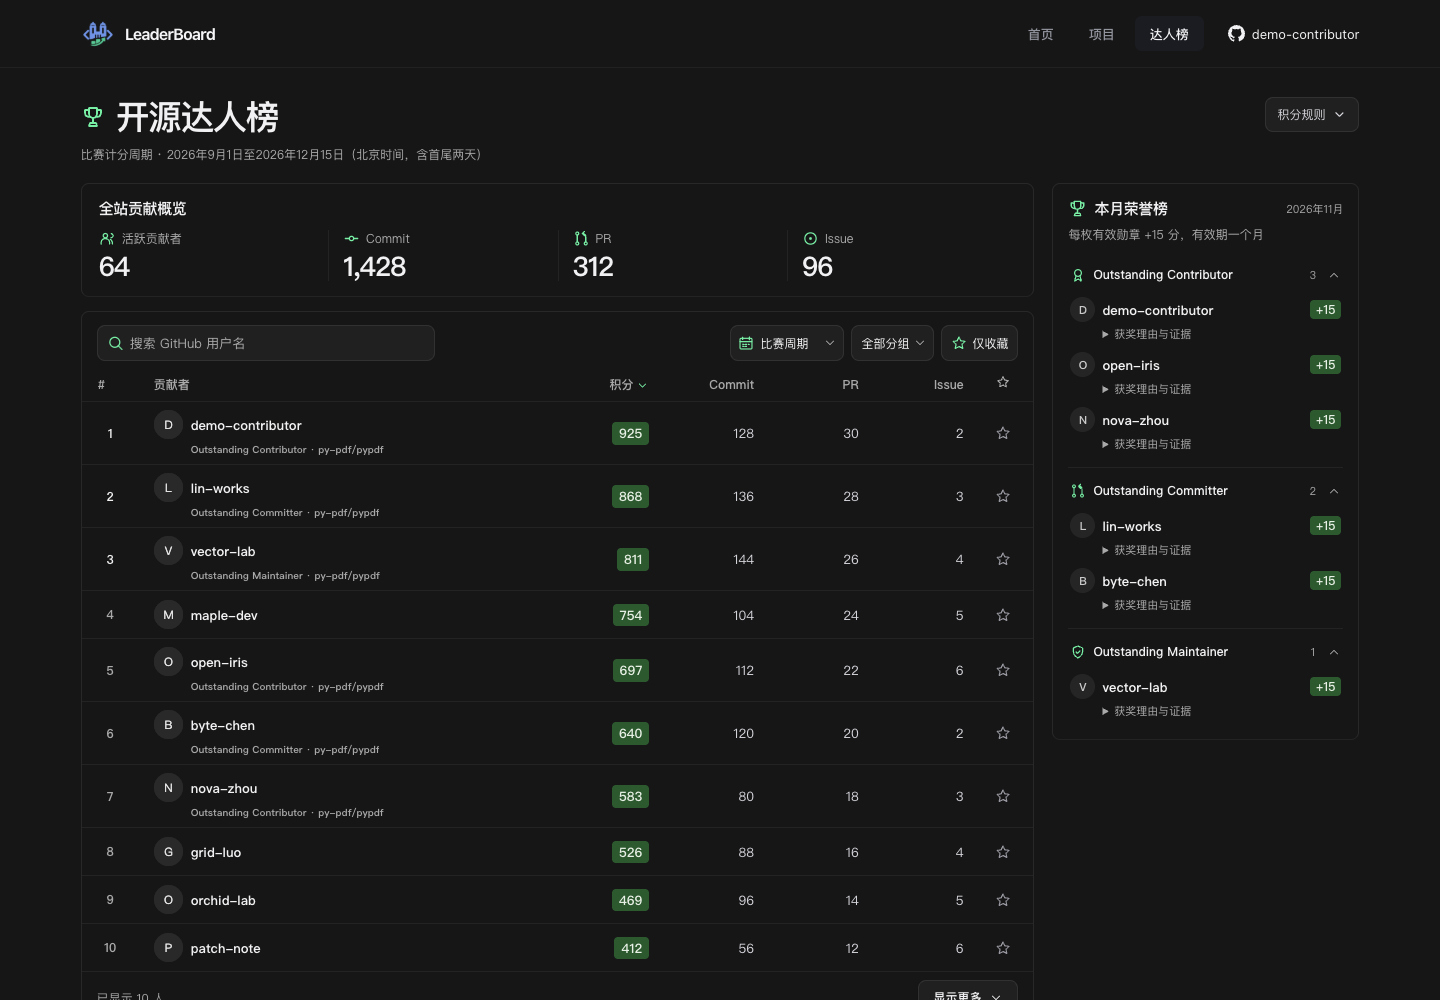 LeaderBoard
首页 项目 达人榜 demo-contributor
开源达人榜
积分规则
比赛计分周期 · 2026年9月1日至2026年12月15日（北京时间，含首尾两天）
全站贡献概览
活跃贡献者 Commit PR Issue
64 1,428 312 96
搜索 GitHub 用户名 比赛周期 全部分组 仅收藏
# 贡献者 积分 Commit PR Issue
1 D demo-contributor 925 128 30 2
Outstanding Contributor · py-pdf/pypdf
2 L lin-works 868 136 28 3
Outstanding Committer · py-pdf/pypdf
3 V vector-lab 811 144 26 4
Outstanding Maintainer · py-pdf/pypdf
4 M maple-dev 754 104 24 5
5 O open-iris 697 112 22 6
Outstanding Contributor · py-pdf/pypdf
6 B byte-chen 640 120 20 2
Outstanding Committer · py-pdf/pypdf
7 N nova-zhou 583 80 18 3
Outstanding Contributor · py-pdf/pypdf
8 G grid-luo 526 88 16 4
9 O orchid-lab 469 96 14 5
10 P patch-note 412 56 12 6
已显示 10 人 显示更多
本月荣誉榜 2026年11月
每枚有效勋章 +15 分，有效期一个月
Outstanding Contributor 3
D demo-contributor +15
获奖理由与证据
O open-iris +15
获奖理由与证据
N nova-zhou +15
获奖理由与证据
Outstanding Committer 2
L lin-works +15
获奖理由与证据
B byte-chen +15
获奖理由与证据
Outstanding Maintainer 1
V vector-lab +15
获奖理由与证据